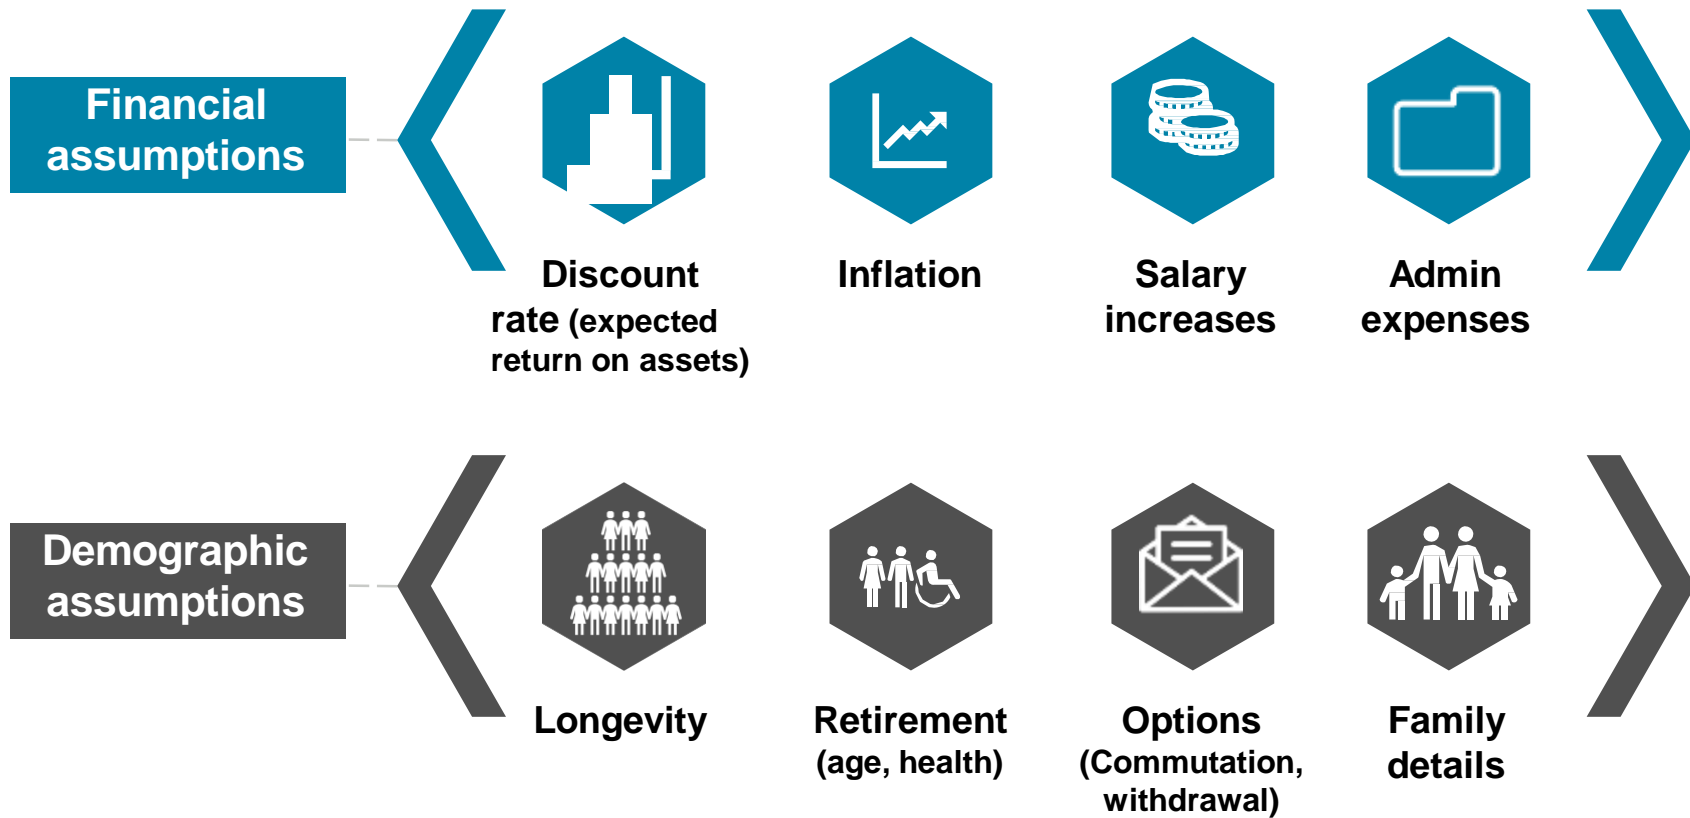 Financial
assumptions
Discount
rate (expected
return on assets)
Inflation
Salary
increases
Admin
expenses
Demographic
assumptions
Longevity
Retirement
(age, health)
Options
(Commutation,
withdrawal)
Family
details